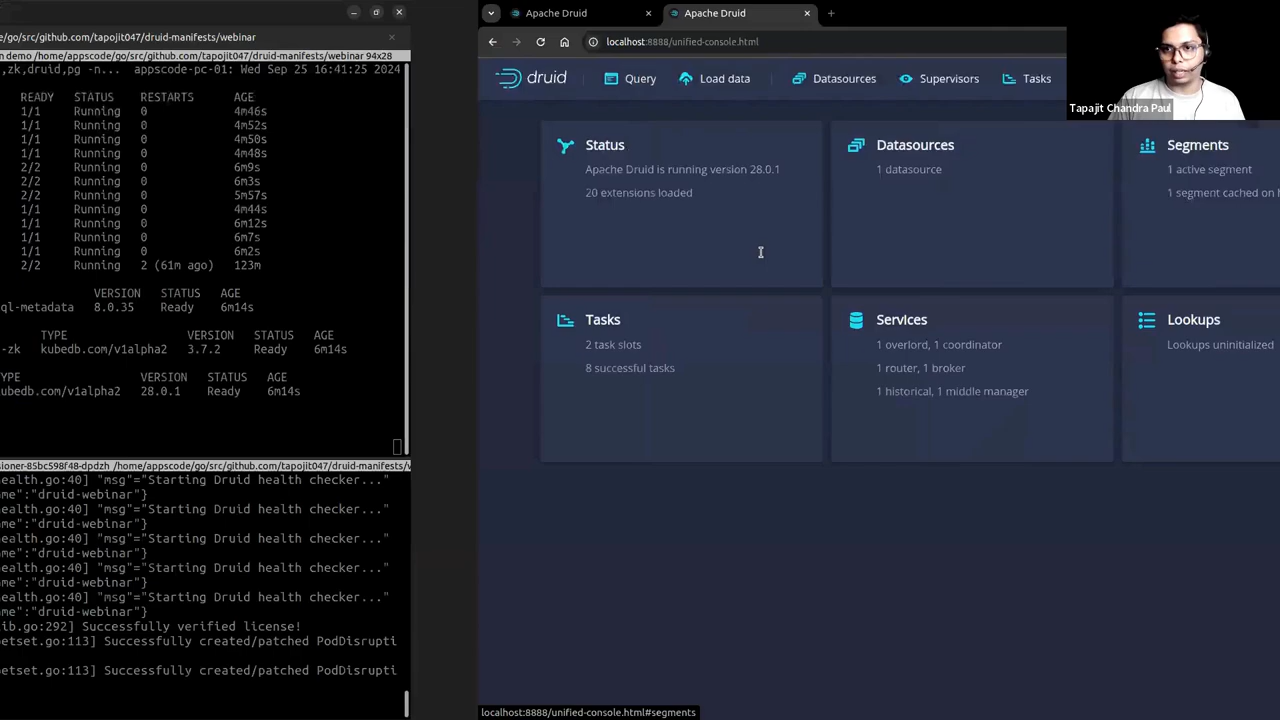 e/go/src/github.com/tapojit047/druid-manifests/webinar
n demo /home/appscode/go/src/github.com/tapojit047/druid-manifests/webinar 94x28
,zk,druid,pg -n... appscode-pc-01: Wed Sep 25 16:41:25 2024
READY STATUS RESTARTS AGE
1/1 Running 0 4m46s
1/1 Running 0 4m52s
1/1 Running 0 4m50s
1/1 Running 0 4m48s
2/2 Running 0 6m9s
2/2 Running 0 6m3s
2/2 Running 0 5m57s
1/1 Running 0 4m44s
1/1 Running 0 6m12s
1/1 Running 0 6m7s
1/1 Running 0 6m2s
2/2 Running 2 (61m ago) 123m
VERSION STATUS AGE
ql-metadata 8.0.35 Ready 6m14s
TYPE VERSION STATUS AGE
-zk kubedb.com/v1alpha2 3.7.2 Ready 6m14s
YPE VERSION STATUS AGE
ubedb.com/v1alpha2 28.0.1 Ready 6m14s
sioner-85bc598f48-dpdzh /home/appscode/go/src/github.com/tapojit047/druid-manifests/v
ealth.go:40] "msg"="Starting Druid health checker..."
me":"druid-webinar"}
ealth.go:40] "msg"="Starting Druid health checker..."
me":"druid-webinar"}
ealth.go:40] "msg"="Starting Druid health checker..."
me":"druid-webinar"}
ealth.go:40] "msg"="Starting Druid health checker..."
me":"druid-webinar"}
ealth.go:40] "msg"="Starting Druid health checker..."
me":"druid-webinar"}
ib.go:292] Successfully verified license!
etset.go:113] Successfully created/patched PodDisrupti
etset.go:113] Successfully created/patched PodDisrupti
Apache Druid
Apache Druid
localhost:8888/unified-console.html
druid
Query
Load data
Datasources
Supervisors
Tasks
Tapajit Chandra Paul
Status
Apache Druid is running version 28.0.1
20 extensions loaded
Datasources
1 datasource
Segments
1 active segment
1 segment cached on
Tasks
2 task slots
8 successful tasks
Services
1 overlord, 1 coordinator
1 router, 1 broker
1 historical, 1 middle manager
Lookups
Lookups uninitialized
localhost:8888/unified-console.html#segments